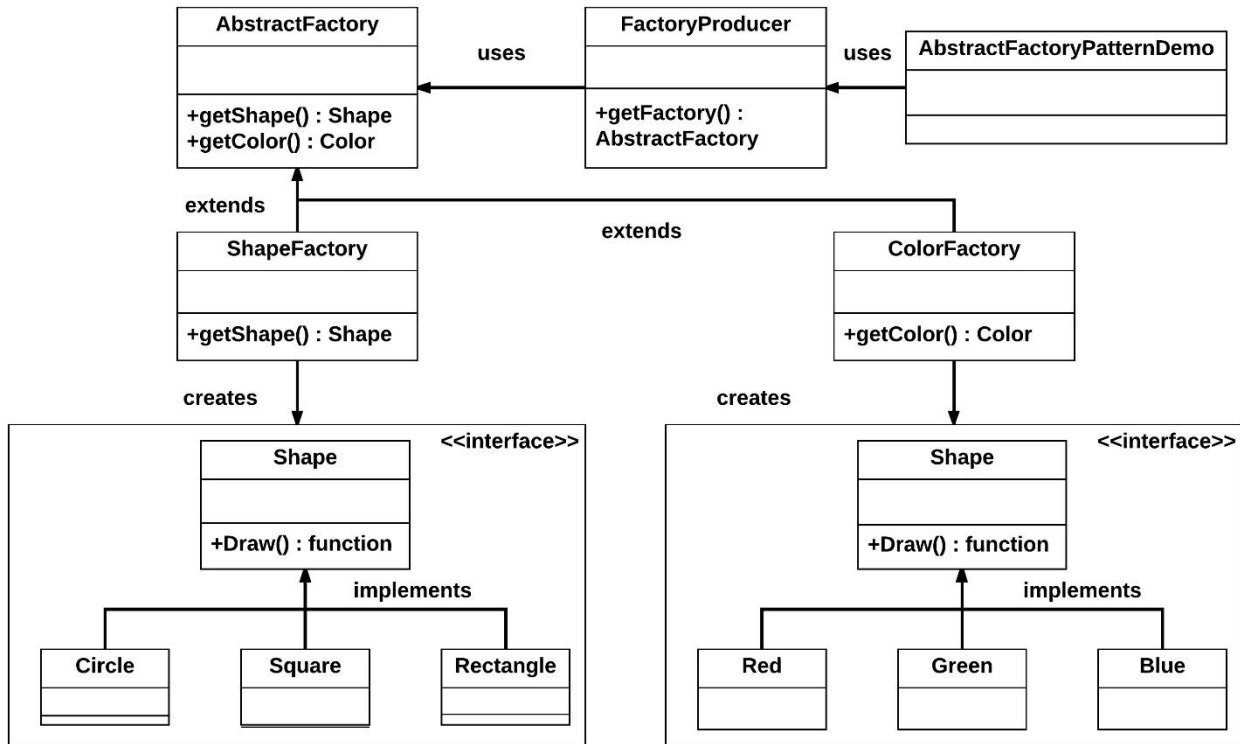 AbstractFactory
+getShape() : Shape
+getColor() : Color
uses
FactoryProducer
+getFactory() :
AbstractFactory
uses
AbstractFactoryPatternDemo
extends
extends
ShapeFactory
+getShape() : Shape
ColorFactory
+getColor() : Color
creates
creates
<<interface>>
Shape
+Draw() : function
implements
Circle
Square
Rectangle
<<interface>>
Shape
+Draw() : function
implements
Red
Green
Blue